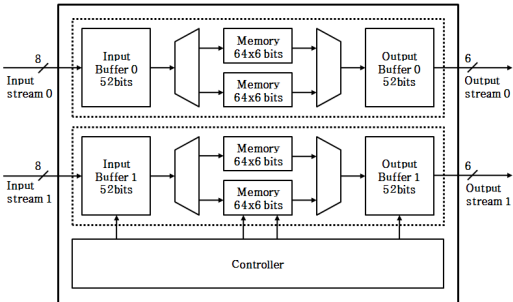 8
Input
stream 0
Input
Buffer 0
52bits
Memory
64x6 bits
Memory
64x6 bits
Output
Buffer 0
52bits
6
Output
stream 0
8
Input
stream 1
Input
Buffer 1
52bits
Memory
64x6 bits
Memory
64x6 bits
Output
Buffer 1
52bits
6
Output
stream 1
Controller